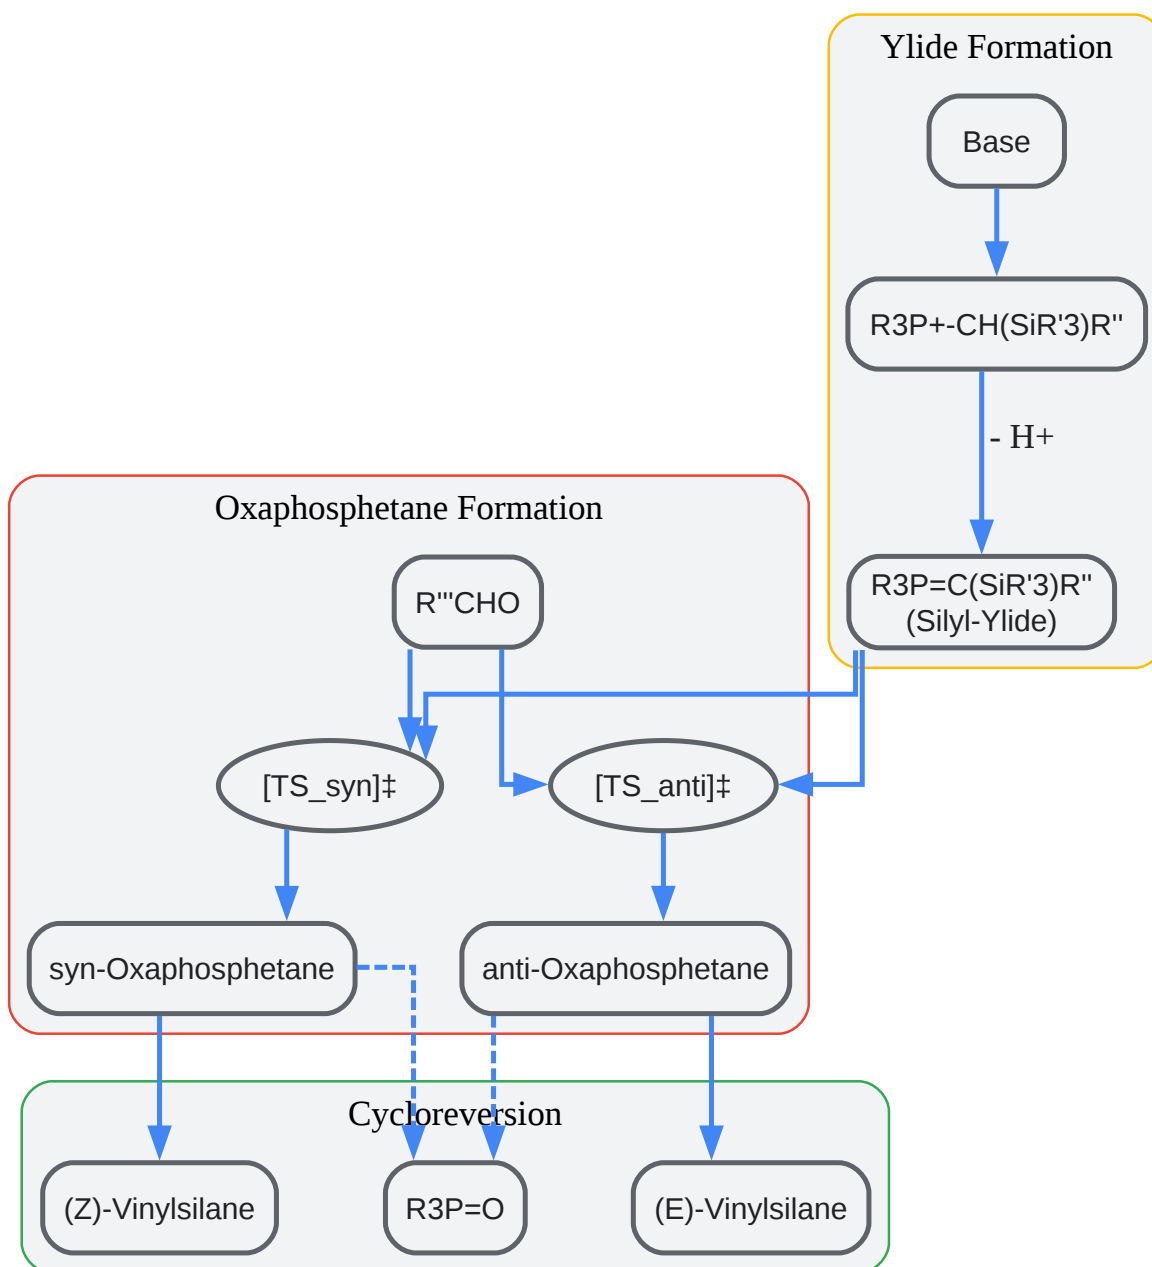 Ylide Formation
Base
R3P+-CH(SiR'3)R''
- H+
R3P=C(SiR'3)R''
(Silyl-Ylide)
Oxaphosphetane Formation
R'''CHO
[TS_syn]‡
[TS_anti]‡
syn-Oxaphosphetane
anti-Oxaphosphetane
Cycloreversion
(Z)-Vinylsilane
R3P=O
(E)-Vinylsilane